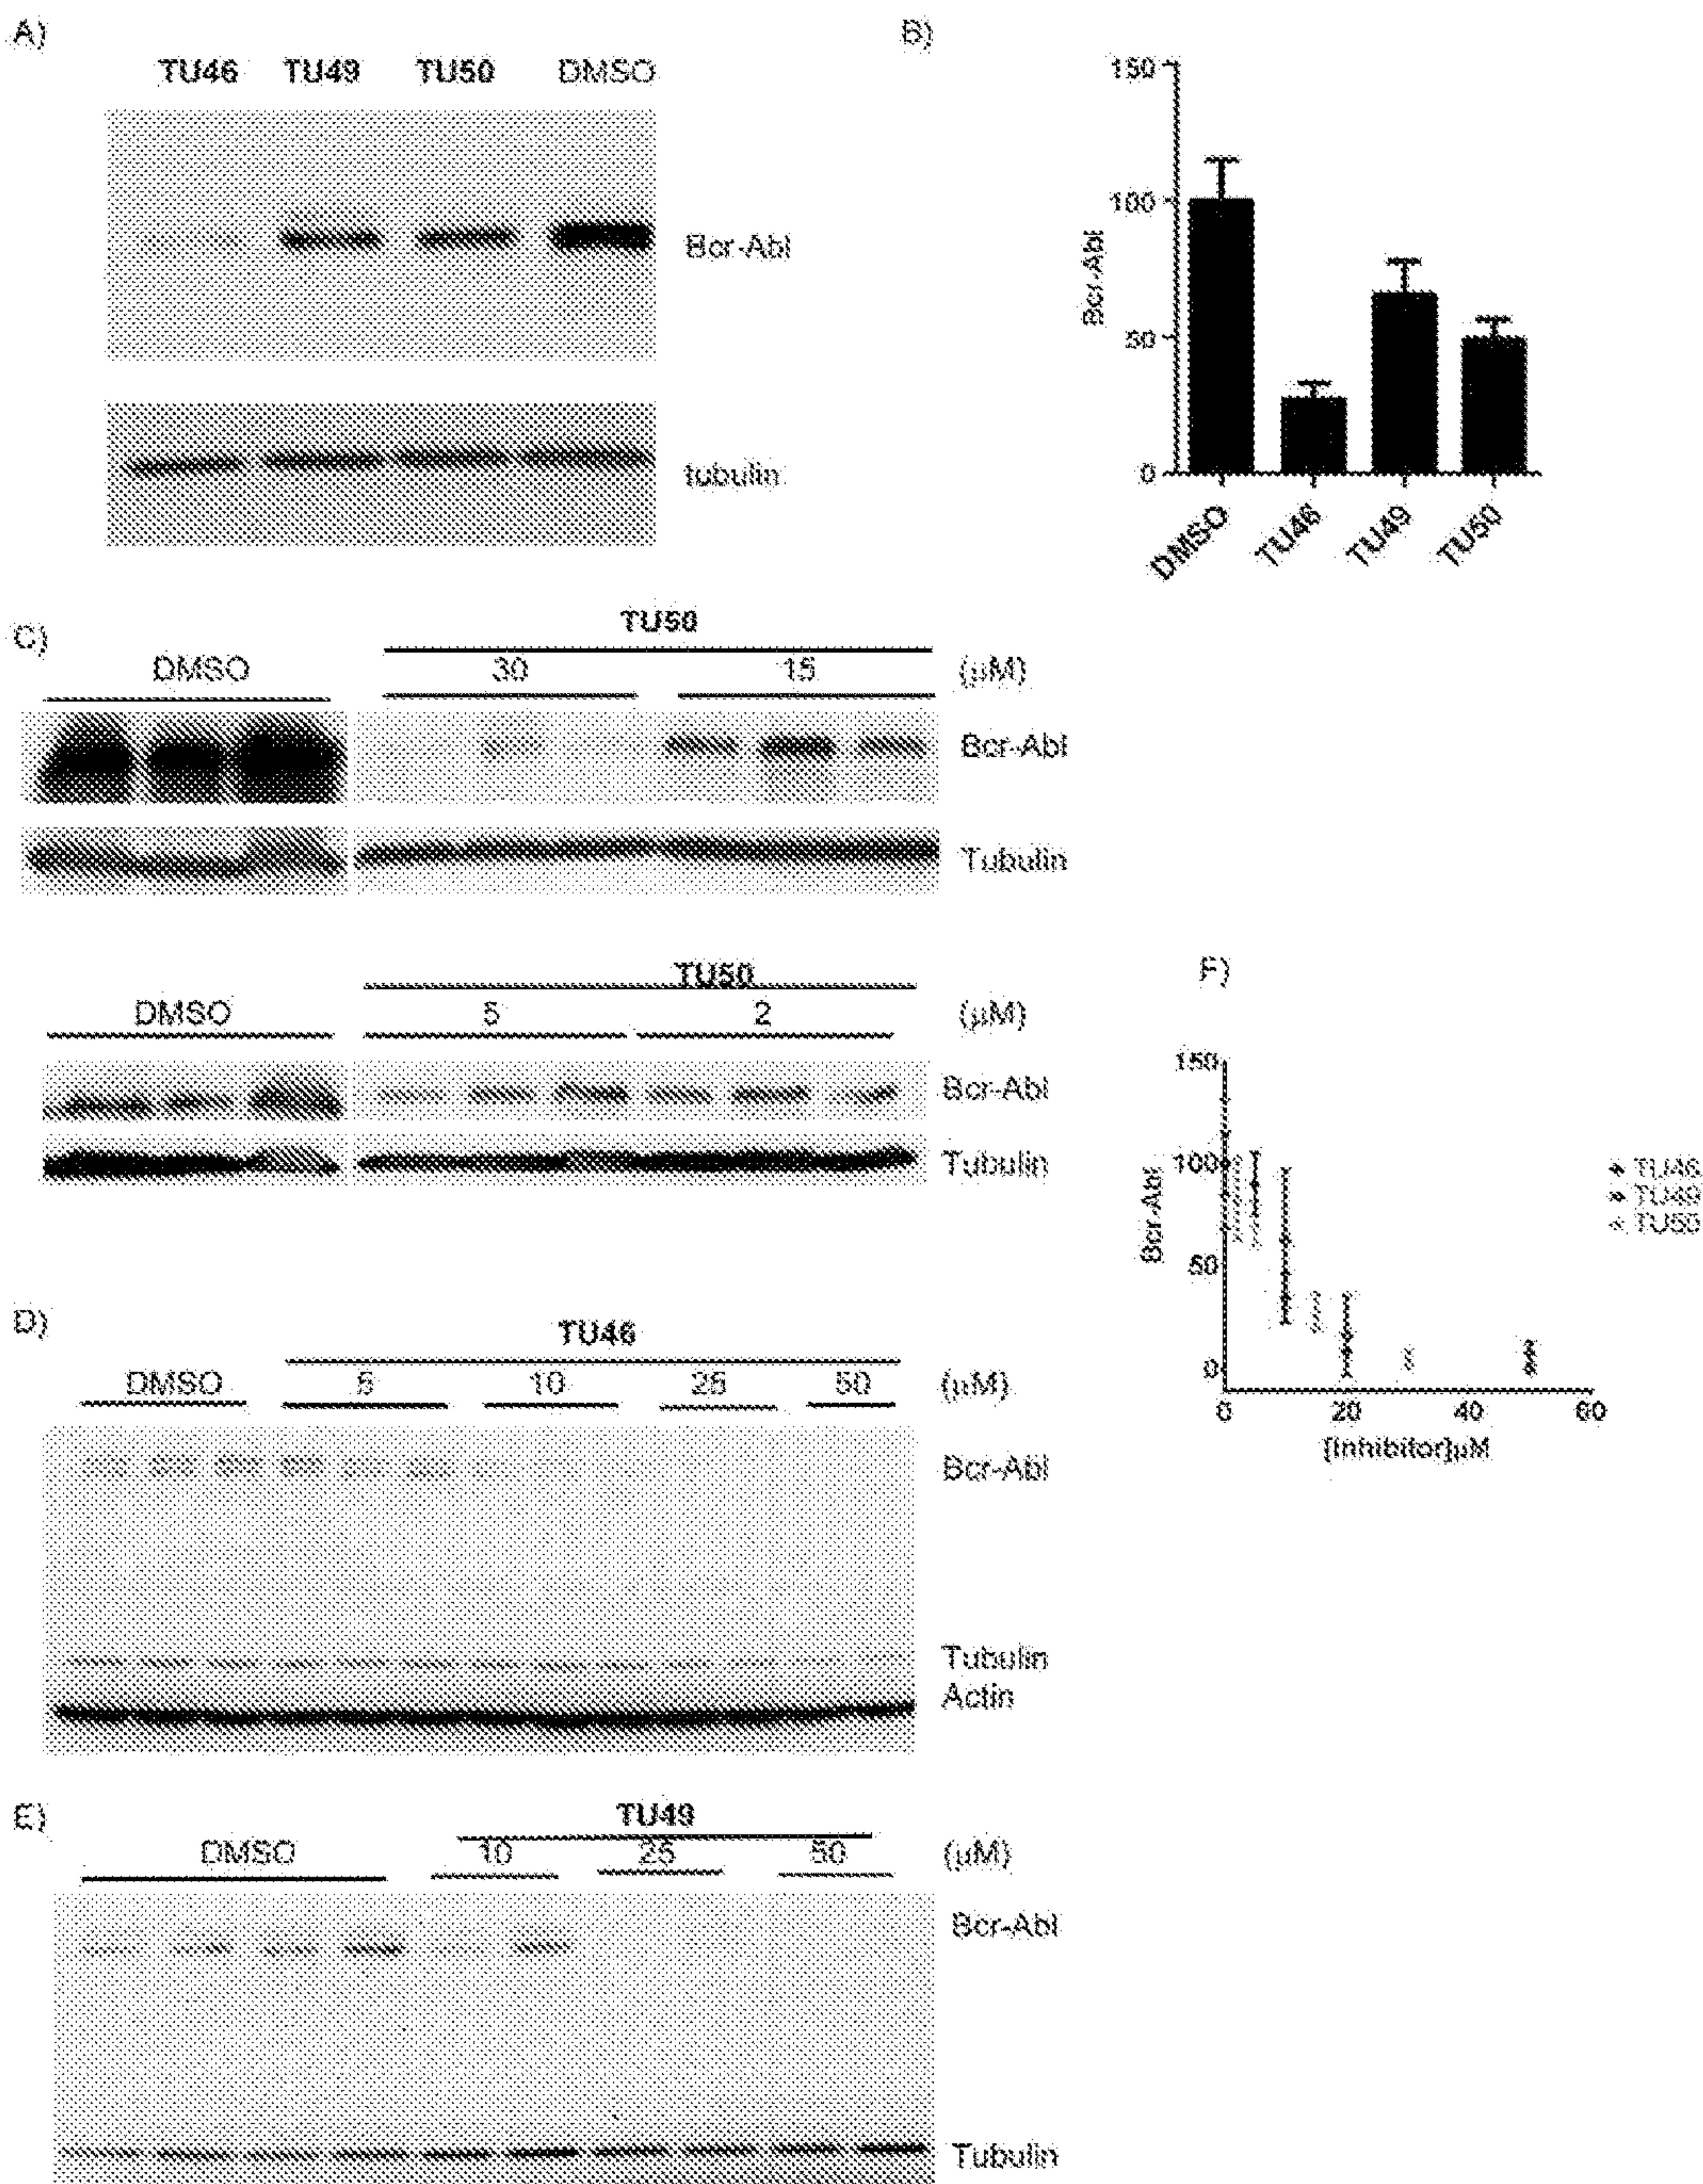 A)
TU46 TU49 TU50 DMSO
Bcr-Abl
tubulin
B)
150
100
50
0
Bcr-Abl
DMSO TU46 TU49 TU50
C)
TU50
DMSO 30 15 (μM)
Bcr-Abl
Tubulin
TU50
DMSO 5 2 (μM)
Bcr-Abl
Tubulin
F)
150
100
50
0
Bcr-Abl
0 20 40 60
[Inhibitor]μM
TU46
TU49
TU50
D)
TU46
DMSO 5 10 25 50 (μM)
Bcr-Abl
Tubulin
Actin
E)
TU49
DMSO 10 25 50 (μM)
Bcr-Abl
Tubulin